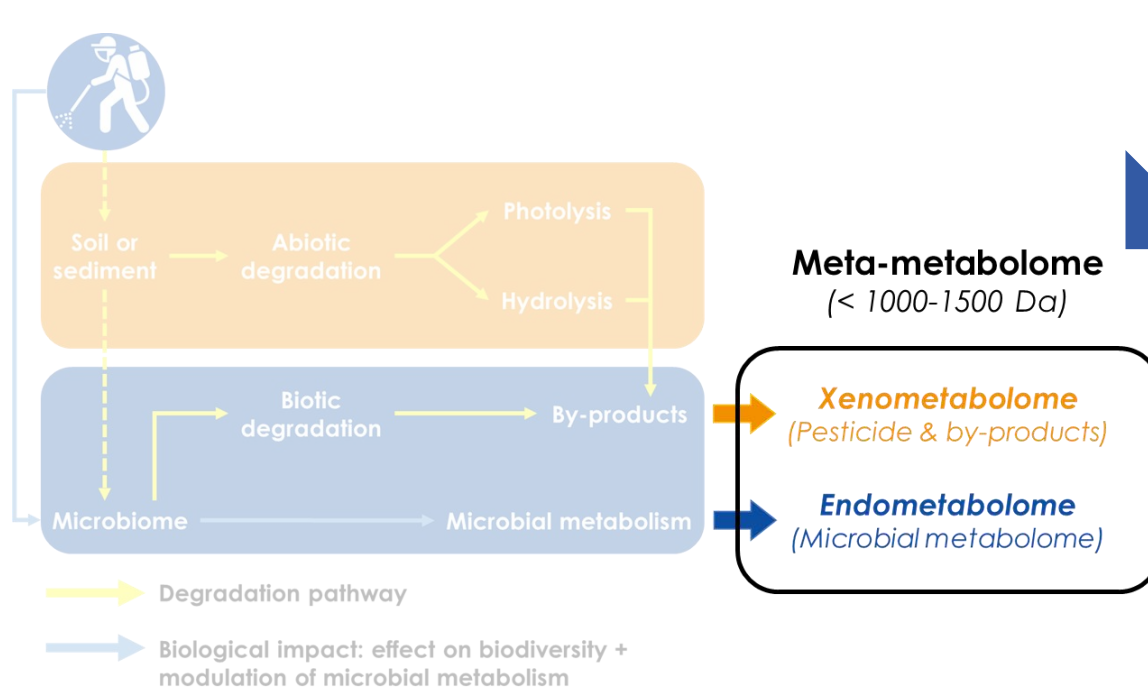 Photolysis
Soil or
sediment
Abiotic
degradation
Hydrolysis
Meta-metabolome
(< 1000-1500 Da)
Biotic
degradation
By-products
Xenometabolome
(Pesticide & by-products)
Microbiome
Microbial metabolism
Endometabolome
(Microbial metabolome)
Degradation pathway
Biological impact: effect on biodiversity +
modulation of microbial metabolism